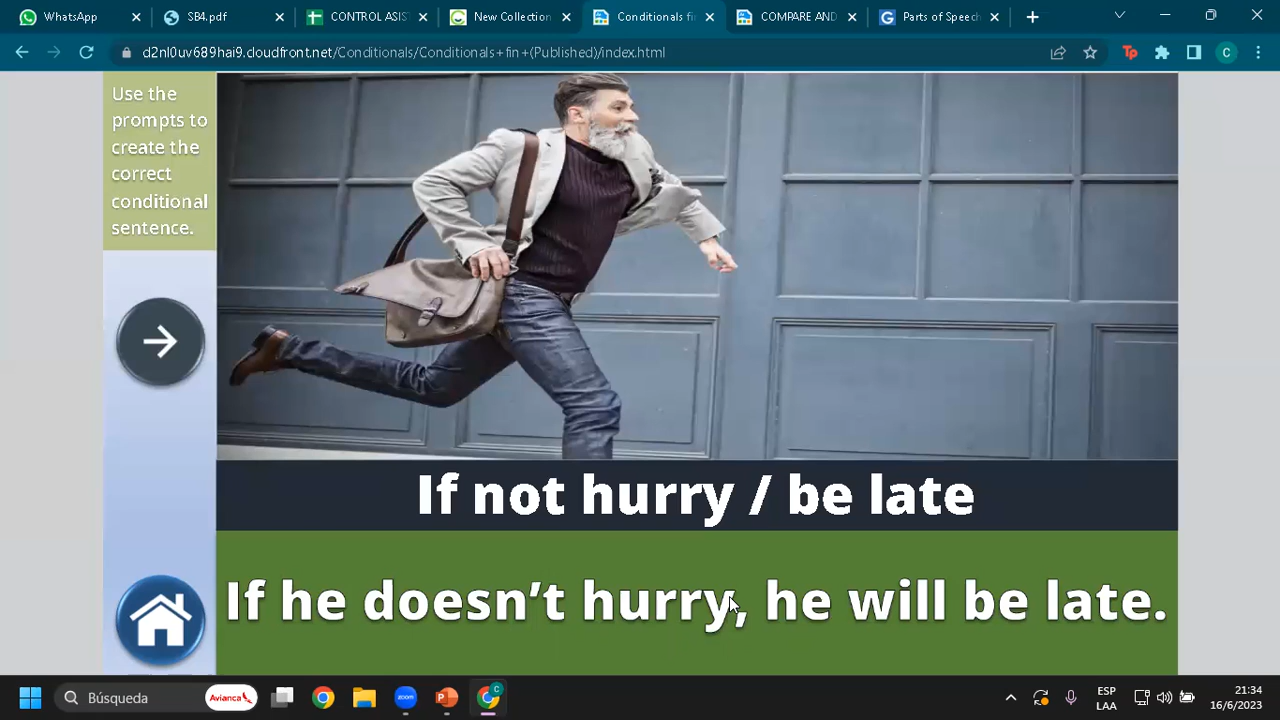 WhatsApp
SB4.pdf
CONTROL ASIS
New Collection
Conditionals fi
COMPARE AND
Parts of Speech
d2nl0uv689hai9.cloudfront.net/Conditionals/Conditionals+fin+(Published)/index.html
C
Use the
prompts to
create the
correct
conditional
sentence.
If not hurry / be late
If he doesn’t hurry, he will be late.
Búsqueda
Avianca
zoom
P
C
ESP
LAA
21:34
16/6/2023